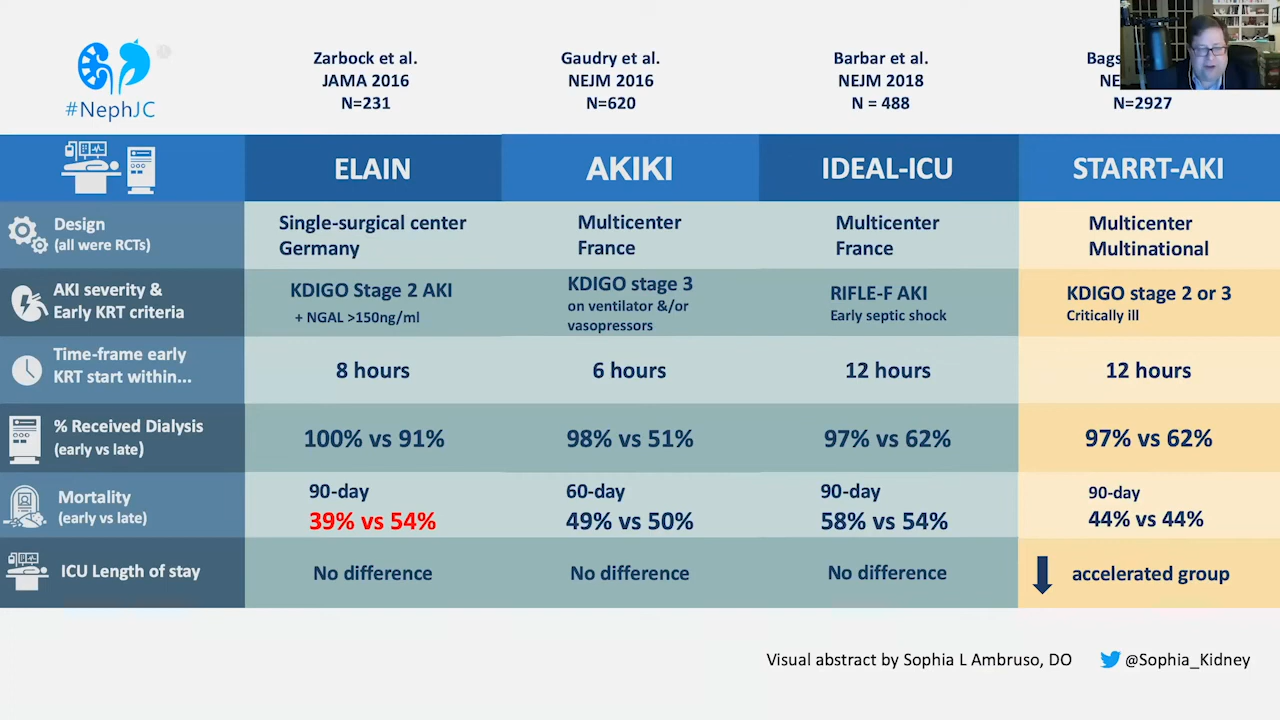 #NephJC
Zarbock et al.
JAMA 2016
N=231
Gaudry et al.
NEJM 2016
N=620
Barbar et al.
NEJM 2018
N = 488
N=2927
ELAIN
AKIKI
IDEAL-ICU
STARRT-AKI
Design
(all were RCTs)
Single-surgical center
Germany
Multicenter
France
Multicenter
France
Multicenter
Multinational
AKI severity &
Early KRT criteria
KDIGO Stage 2 AKI
+ NGAL >150ng/ml
KDIGO stage 3
on ventilator &/or
vasopressors
RIFLE-F AKI
Early septic shock
KDIGO stage 2 or 3
Critically ill
Time-frame early
KRT start within...
8 hours
6 hours
12 hours
12 hours
% Received Dialysis
(early vs late)
100% vs 91%
98% vs 51%
97% vs 62%
97% vs 62%
Mortality
(early vs late)
90-day
39% vs 54%
60-day
49% vs 50%
90-day
58% vs 54%
90-day
44% vs 44%
ICU Length of stay
No difference
No difference
No difference
accelerated group
Visual abstract by Sophia L Ambruso, DO
@Sophia_Kidney